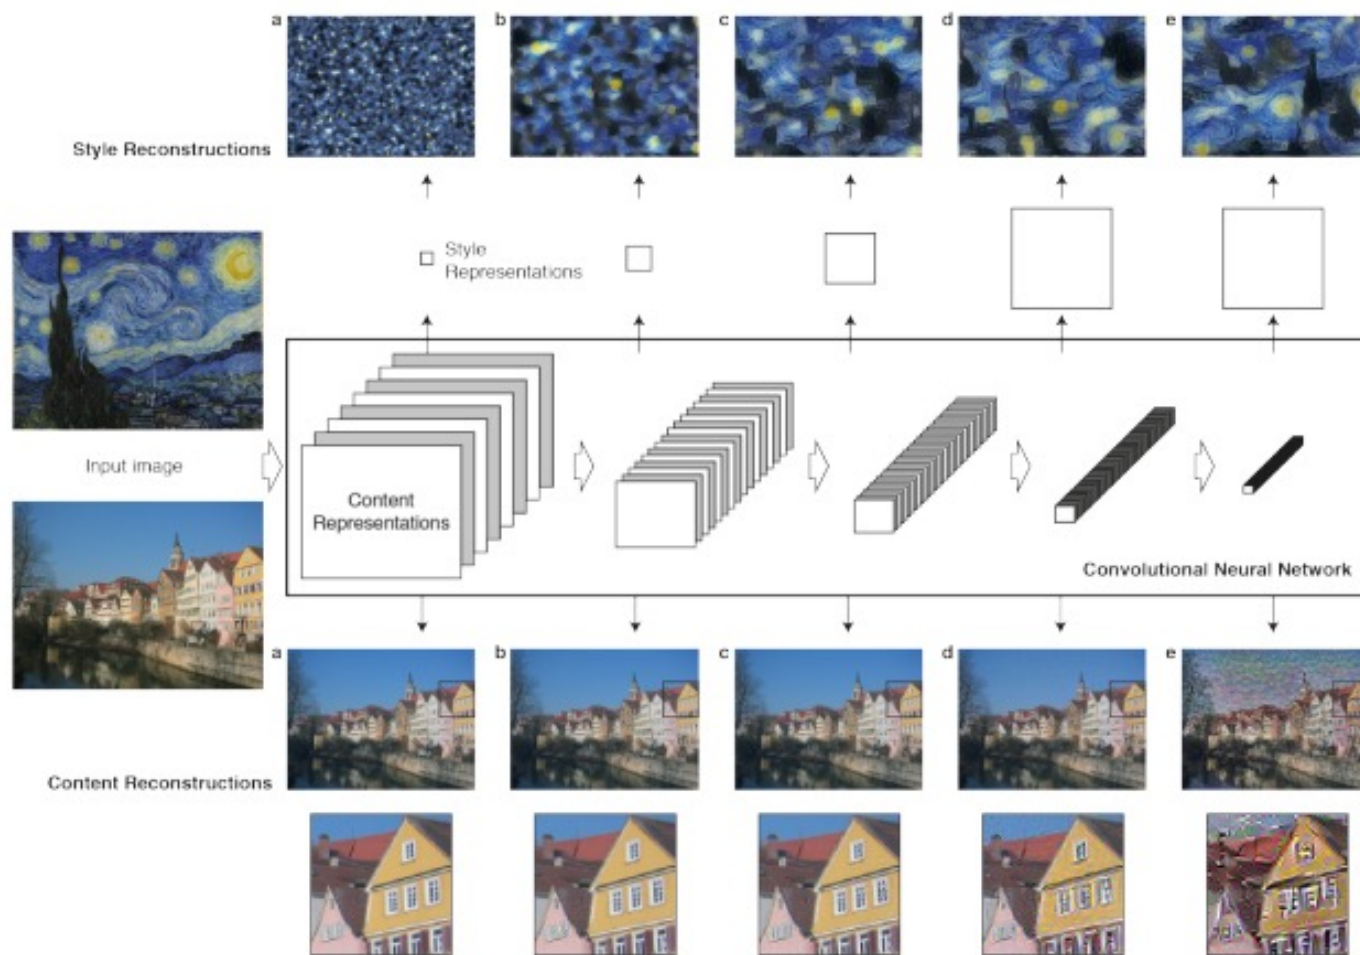 a
b
c
d
e
Style Reconstructions
Style
Representations
Input image
Content
Representations
Convolutional Neural Network
a
b
c
d
e
Content Reconstructions